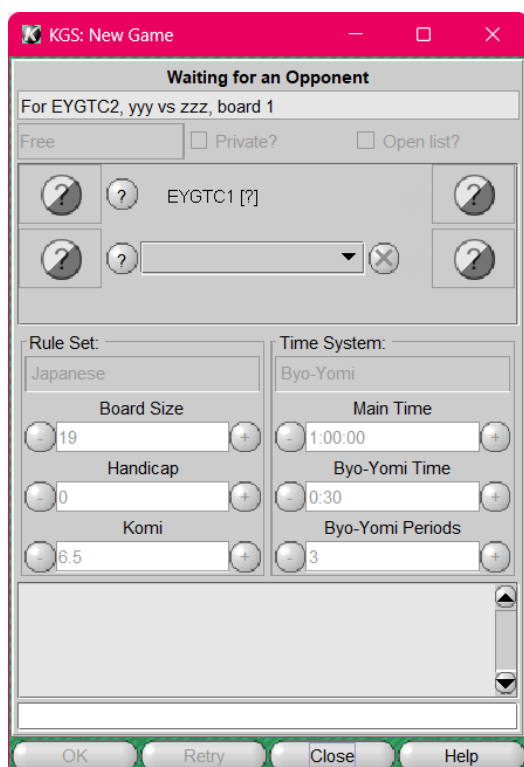 KGS: New Game
Waiting for an Opponent
For EYGTC2, yyy vs zzz, board 1
Free Private? Open list?
? ? EYGTC1 [?] ?
? ? ?
Rule Set: Time System:
Japanese Byo-Yomi
Board Size Main Time
- 19 + - 1:00:00 +
Handicap Byo-Yomi Time
- 0 + - 0:30 +
Komi Byo-Yomi Periods
- 6.5 + - 3 +
OK Retry Close Help